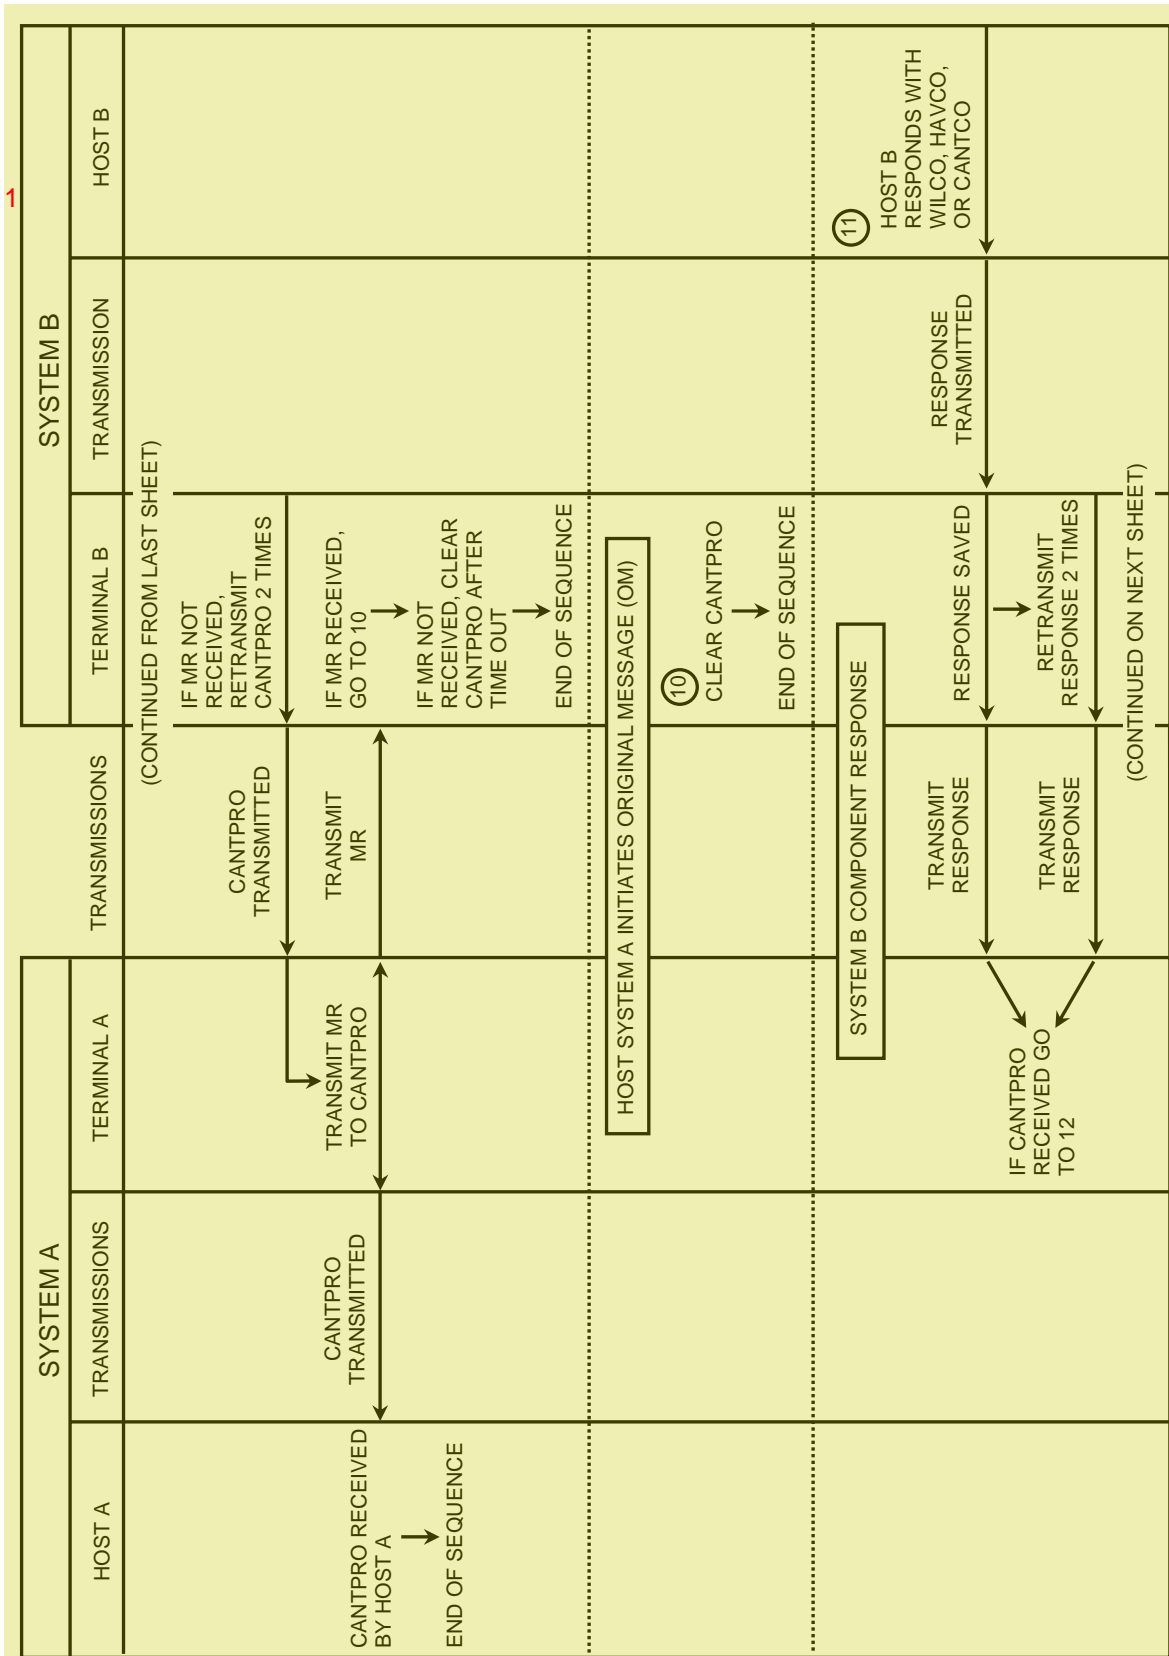 1
SYSTEM A
SYSTEM B
HOST A
TRANSMISSIONS
TERMINAL A
TRANSMISSIONS
TERMINAL B
TRANSMISSION
HOST B
(CONTINUED FROM LAST SHEET)
IF MR NOT
RECEIVED,
RETRANSMIT
CANTPRO 2 TIMES
CANTPRO
TRANSMITTED
TRANSMIT MR
TO CANTPRO
TRANSMIT
MR
IF MR RECEIVED,
GO TO 10
CANTPRO
TRANSMITTED
CANTPRO RECEIVED
BY HOST A
END OF SEQUENCE
IF MR NOT
RECEIVED, CLEAR
CANTPRO AFTER
TIME OUT
END OF SEQUENCE
HOST SYSTEM A INITIATES ORIGINAL MESSAGE (OM)
10
CLEAR CANTPRO
END OF SEQUENCE
SYSTEM B COMPONENT RESPONSE
11
HOST B
RESPONDS WITH
WILCO, HAVCO,
OR CANTCO
RESPONSE
TRANSMITTED
RESPONSE SAVED
TRANSMIT
RESPONSE
RETRANSMIT
RESPONSE 2 TIMES
TRANSMIT
RESPONSE
IF CANTPRO
RECEIVED GO
TO 12
(CONTINUED ON NEXT SHEET)